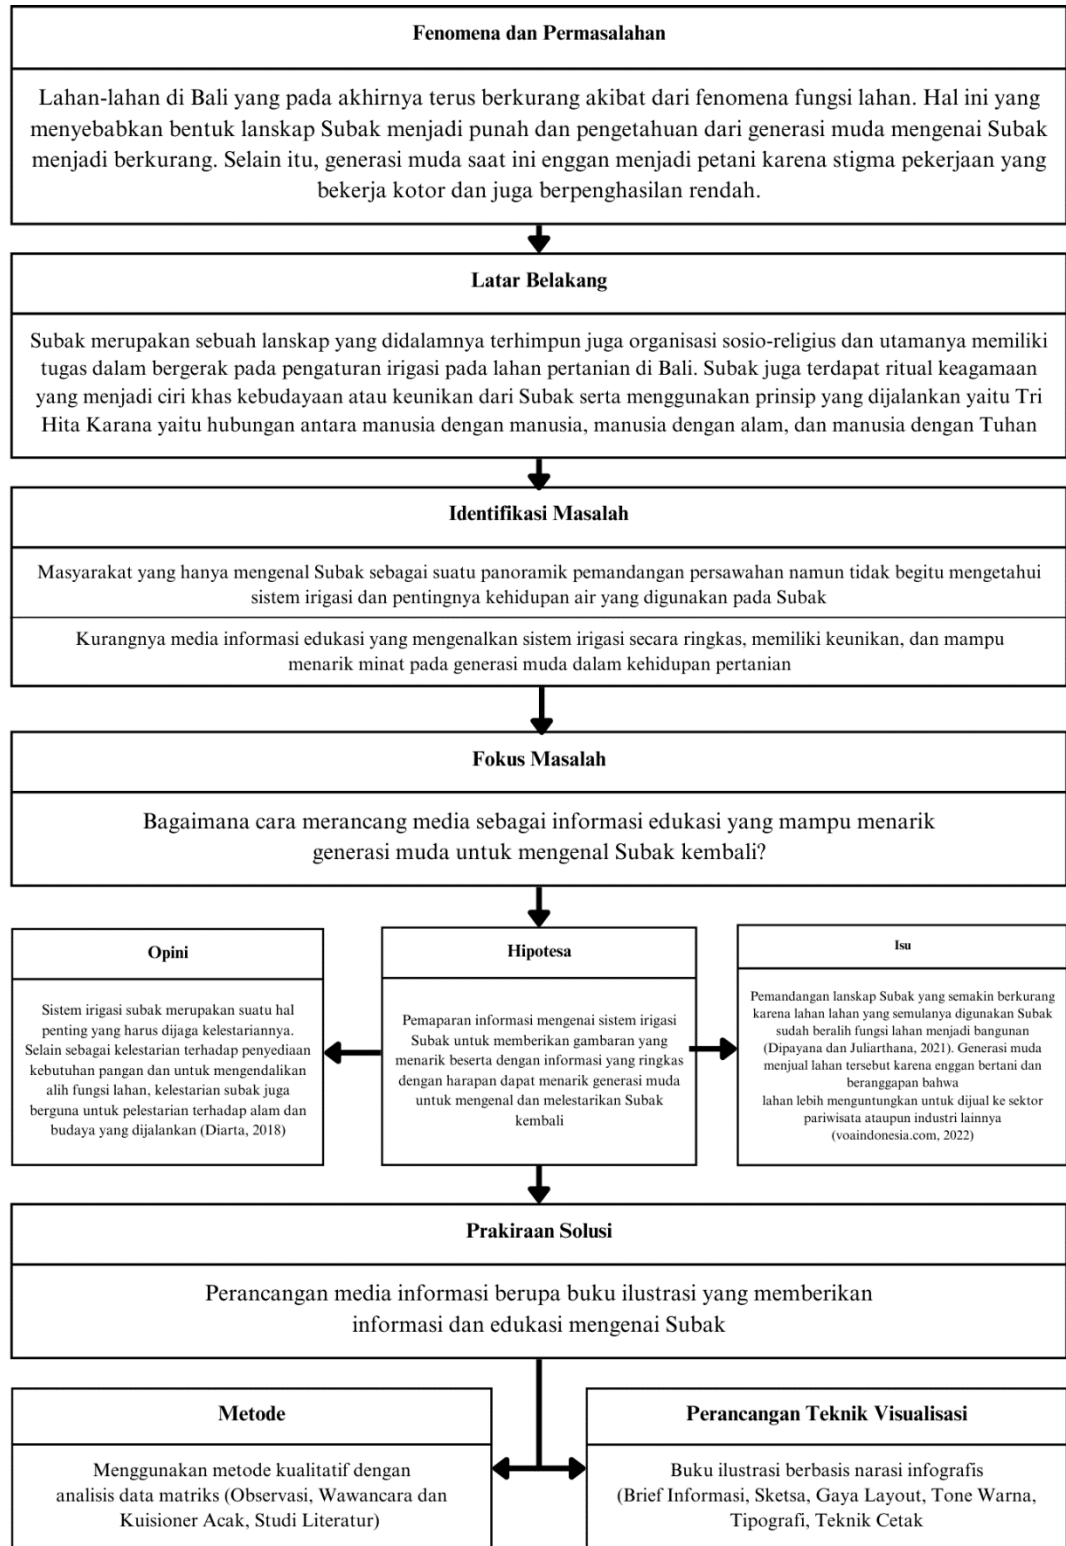 Fenomena dan Permasalahan
Lahan-lahan di Bali yang pada akhirnya terus berkurang akibat dari fenomena fungsi lahan. Hal ini yang
menyebabkan bentuk lanskap Subak menjadi punah dan pengetahuan dari generasi muda mengenai Subak
menjadi berkurang. Selain itu, generasi muda saat ini enggan menjadi petani karena stigma pekerjaan yang
bekerja kotor dan juga berpenghasilan rendah.
Latar Belakang
Subak merupakan sebuah lanskap yang didalamnya terhimpun juga organisasi sosio-religius dan utamanya memiliki
tugas dalam bergerak pada pengaturan irigasi pada lahan pertanian di Bali. Subak juga terdapat ritual keagamaan
yang menjadi ciri khas kebudayaan atau keunikan dari Subak serta menggunakan prinsip yang dijalankan yaitu Tri
Hita Karana yaitu hubungan antara manusia dengan manusia, manusia dengan alam, dan manusia dengan Tuhan
Identifikasi Masalah
Masyarakat yang hanya mengenal Subak sebagai suatu panoramik pemandangan persawahan namun tidak begitu mengetahui
sistem irigasi dan pentingnya kehidupan air yang digunakan pada Subak
Kurangnya media informasi edukasi yang mengenalkan sistem irigasi secara ringkas, memiliki keunikan, dan mampu
menarik minat pada generasi muda dalam kehidupan pertanian
Fokus Masalah
Bagaimana cara merancang media sebagai informasi edukasi yang mampu menarik
generasi muda untuk mengenal Subak kembali?
Opini
Sistem irigasi subak merupakan suatu hal
penting yang harus dijaga kelestariannya.
Selain sebagai kelestarian terhadap penyediaan
kebutuhan pangan dan untuk mengendalikan
alih fungsi lahan, kelestarian subak juga
berguna untuk pelestarian terhadap alam dan
budaya yang dijalankan (Diarta, 2018)
Hipotesa
Pemaparan informasi mengenai sistem irigasi
Subak untuk memberikan gambaran yang
menarik beserta dengan informasi yang ringkas
dengan harapan dapat menarik generasi muda
untuk mengenal dan melestarikan Subak
kembali
Isu
Pemandangan lanskap Subak yang semakin berkurang
karena lahan lahan yang semulanya digunakan Subak
sudah beralih fungsi lahan menjadi bangunan
(Dipayana dan Juliarthana, 2021). Generasi muda
menjual lahan tersebut karena enggan bertani dan
beranggapan bahwa
lahan lebih menguntungkan untuk dijual ke sektor
pariwisata ataupun industri lainnya
(voaindonesia.com, 2022)
Prakiraan Solusi
Perancangan media informasi berupa buku ilustrasi yang memberikan
informasi dan edukasi mengenai Subak
Metode
Menggunakan metode kualitatif dengan
analisis data matriks (Observasi, Wawancara dan
Kuisioner Acak, Studi Literatur)
Perancangan Teknik Visualisasi
Buku ilustrasi berbasis narasi infografis
(Brief Informasi, Sketsa, Gaya Layout, Tone Warna,
Tipografi, Teknik Cetak